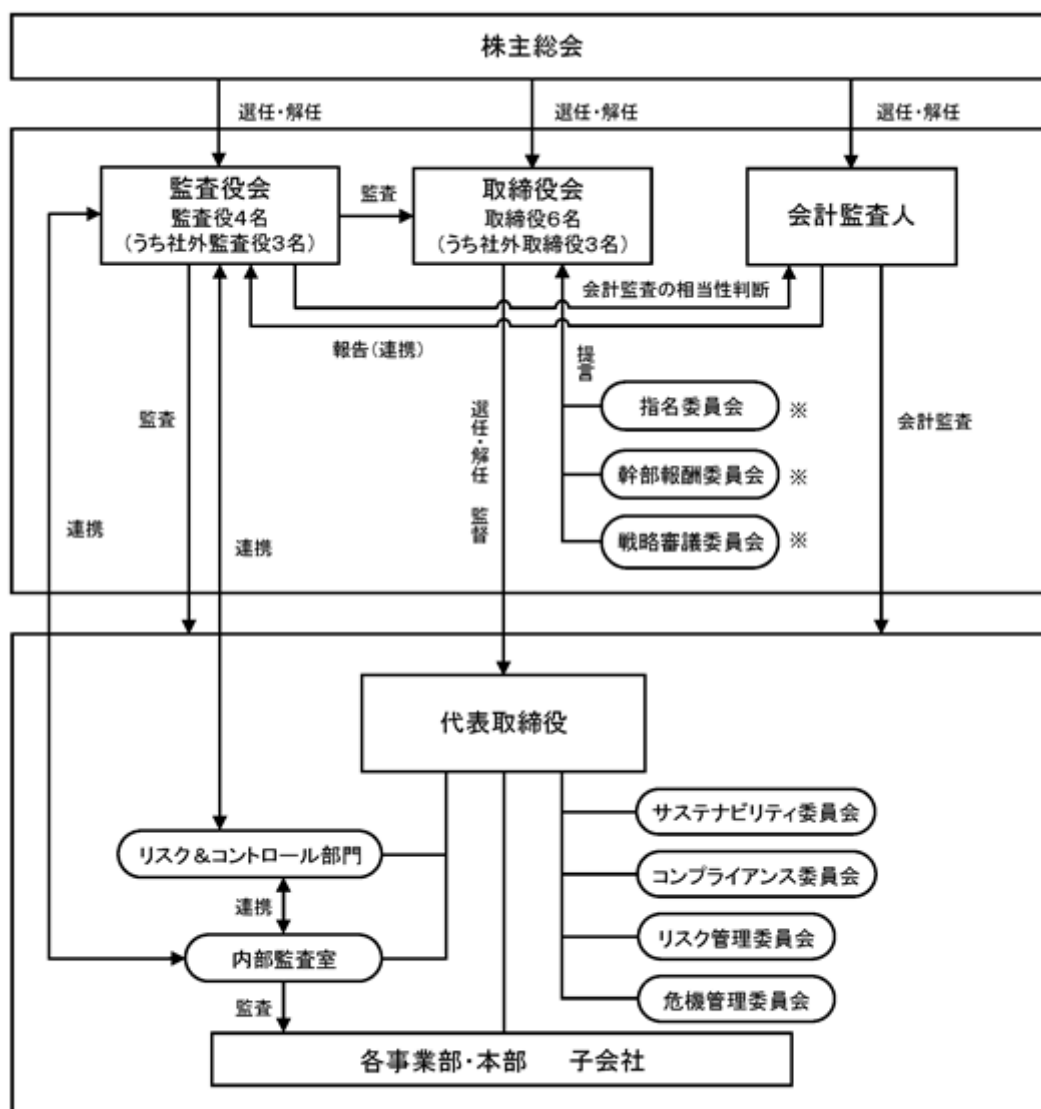 株主総会
選任・解任
選任・解任
選任・解任
監査役会
監査役4名
(うち社外監査役3名)
監査
取締役会
取締役6名
(うち社外取締役3名)
会計監査人
会計監査の相当性判断
報告(連携)
提言
指名委員会 ※
幹部報酬委員会 ※
戦略審議委員会 ※
監査
選任・解任 監督
会計監査
連携
連携
代表取締役
サステナビリティ委員会
リスク&コントロール部門
コンプライアンス委員会
連携
リスク管理委員会
内部監査室
危機管理委員会
監査
各事業部・本部 子会社